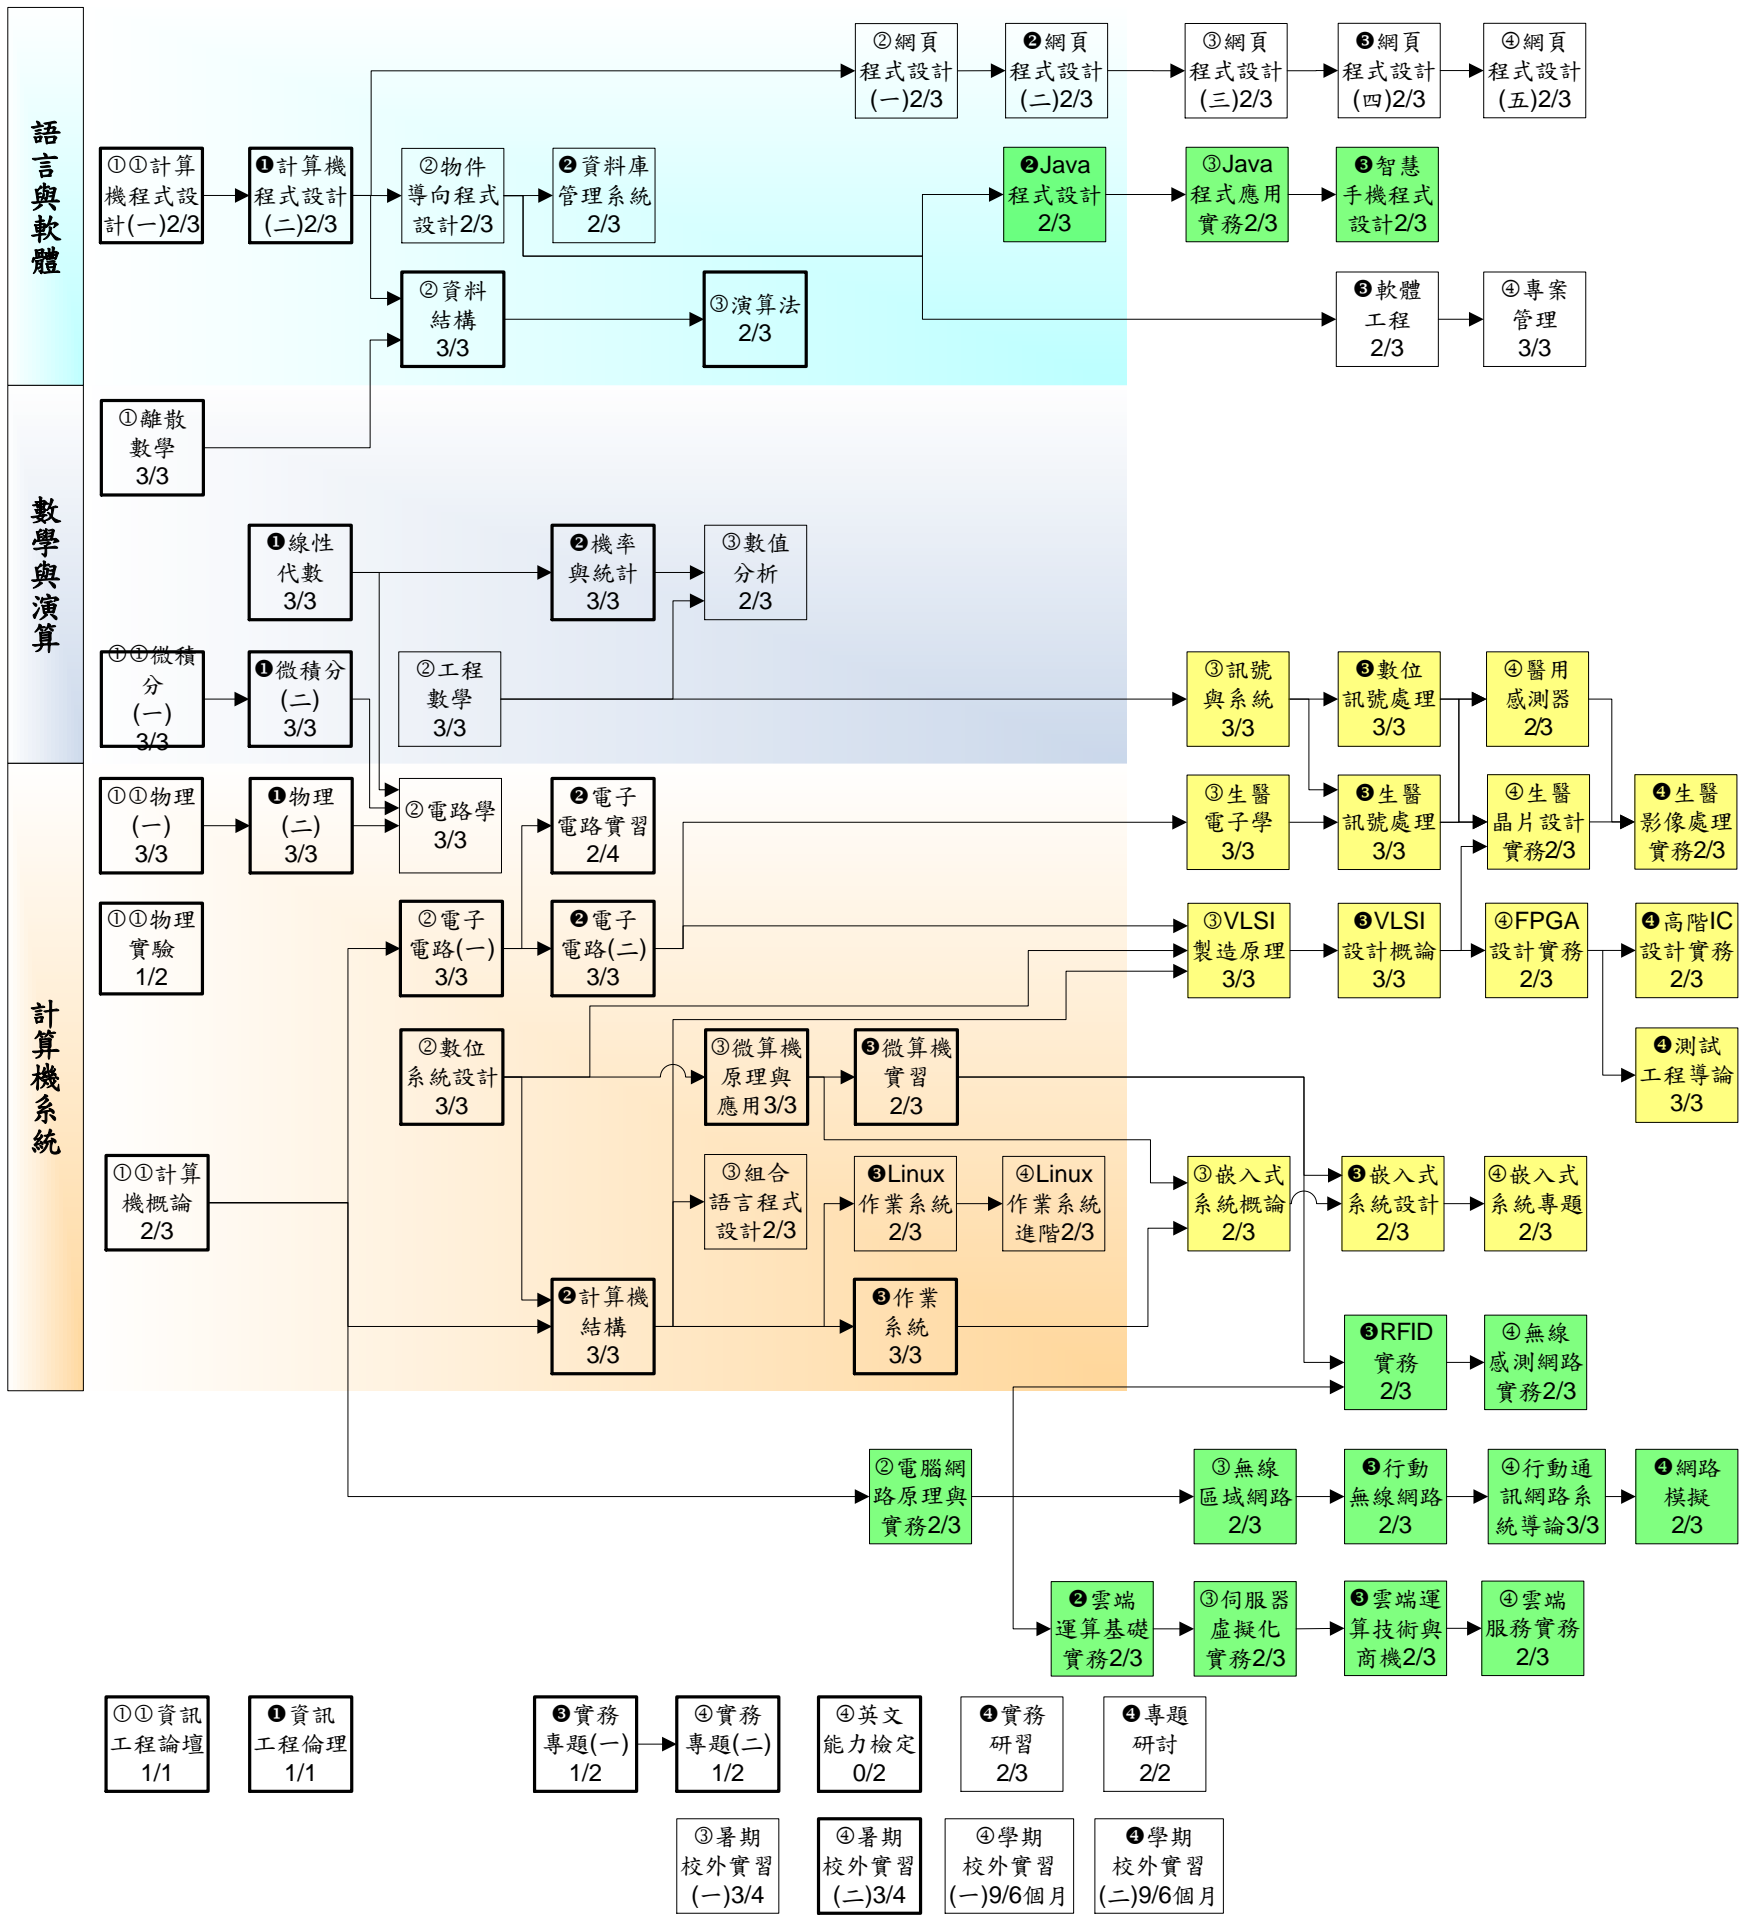 語言與軟體
②網頁
程式設計
(一)2/3
❷網頁
程式設計
(二)2/3
③網頁
程式設計
(三)2/3
❸網頁
程式設計
(四)2/3
④網頁
程式設計
(五)2/3
①①計算
機程式設
計(一)2/3
❶計算機
程式設計
(二)2/3
②物件
導向程式
設計2/3
❷資料庫
管理系統
2/3
❷Java
程式設計
2/3
③Java
程式應用
實務2/3
❸智慧
手機程式
設計2/3
②資料
結構
3/3
③演算法
2/3
❸軟體
工程
2/3
④專案
管理
3/3
數學與演算
①離散
數學
3/3
❶線性
代數
3/3
❷機率
與統計
3/3
③數值
分析
2/3
①①微積
分
(一)
3/3
❶微積分
(二)
3/3
②工程
數學
3/3
③訊號
與系統
3/3
❸數位
訊號處理
3/3
④醫用
感測器
2/3
計算機系統
①①物理
(一)
3/3
❶物理
(二)
3/3
②電路學
3/3
❷電子
電路實習
2/4
③生醫
電子學
3/3
❸生醫
訊號處理
3/3
④生醫
晶片設計
實務2/3
❹生醫
影像處理
實務2/3
①①物理
實驗
1/2
②電子
電路(一)
3/3
❷電子
電路(二)
3/3
③VLSI
製造原理
3/3
❸VLSI
設計概論
3/3
④FPGA
設計實務
2/3
❹高階IC
設計實務
2/3
②數位
系統設計
3/3
③微算機
原理與
應用3/3
❸微算機
實習
2/3
❹測試
工程導論
3/3
①①計算
機概論
2/3
③組合
語言程式
設計2/3
❸Linux
作業系統
2/3
④Linux
作業系統
進階2/3
③嵌入式
系統概論
2/3
❸嵌入式
系統設計
2/3
④嵌入式
系統專題
2/3
❷計算機
結構
3/3
❸作業
系統
3/3
❸RFID
實務
2/3
④無線
感測網路
實務2/3
②電腦網
路原理與
實務2/3
③無線
區域網路
2/3
❸行動
無線網路
2/3
④行動通
訊網路系
統導論3/3
❹網路
模擬
2/3
❷雲端
運算基礎
實務2/3
③伺服器
虛擬化
實務2/3
❸雲端運
算技術與
商機2/3
④雲端
服務實務
2/3
①①資訊
工程論壇
1/1
❶資訊
工程倫理
1/1
❸實務
專題(一)
1/2
④實務
專題(二)
1/2
④英文
能力檢定
0/2
❹實務
研習
2/3
❹專題
研討
2/2
③暑期
校外實習
(一)3/4
④暑期
校外實習
(二)3/4
④學期
校外實習
(一)9/6個月
❹學期
校外實習
(二)9/6個月